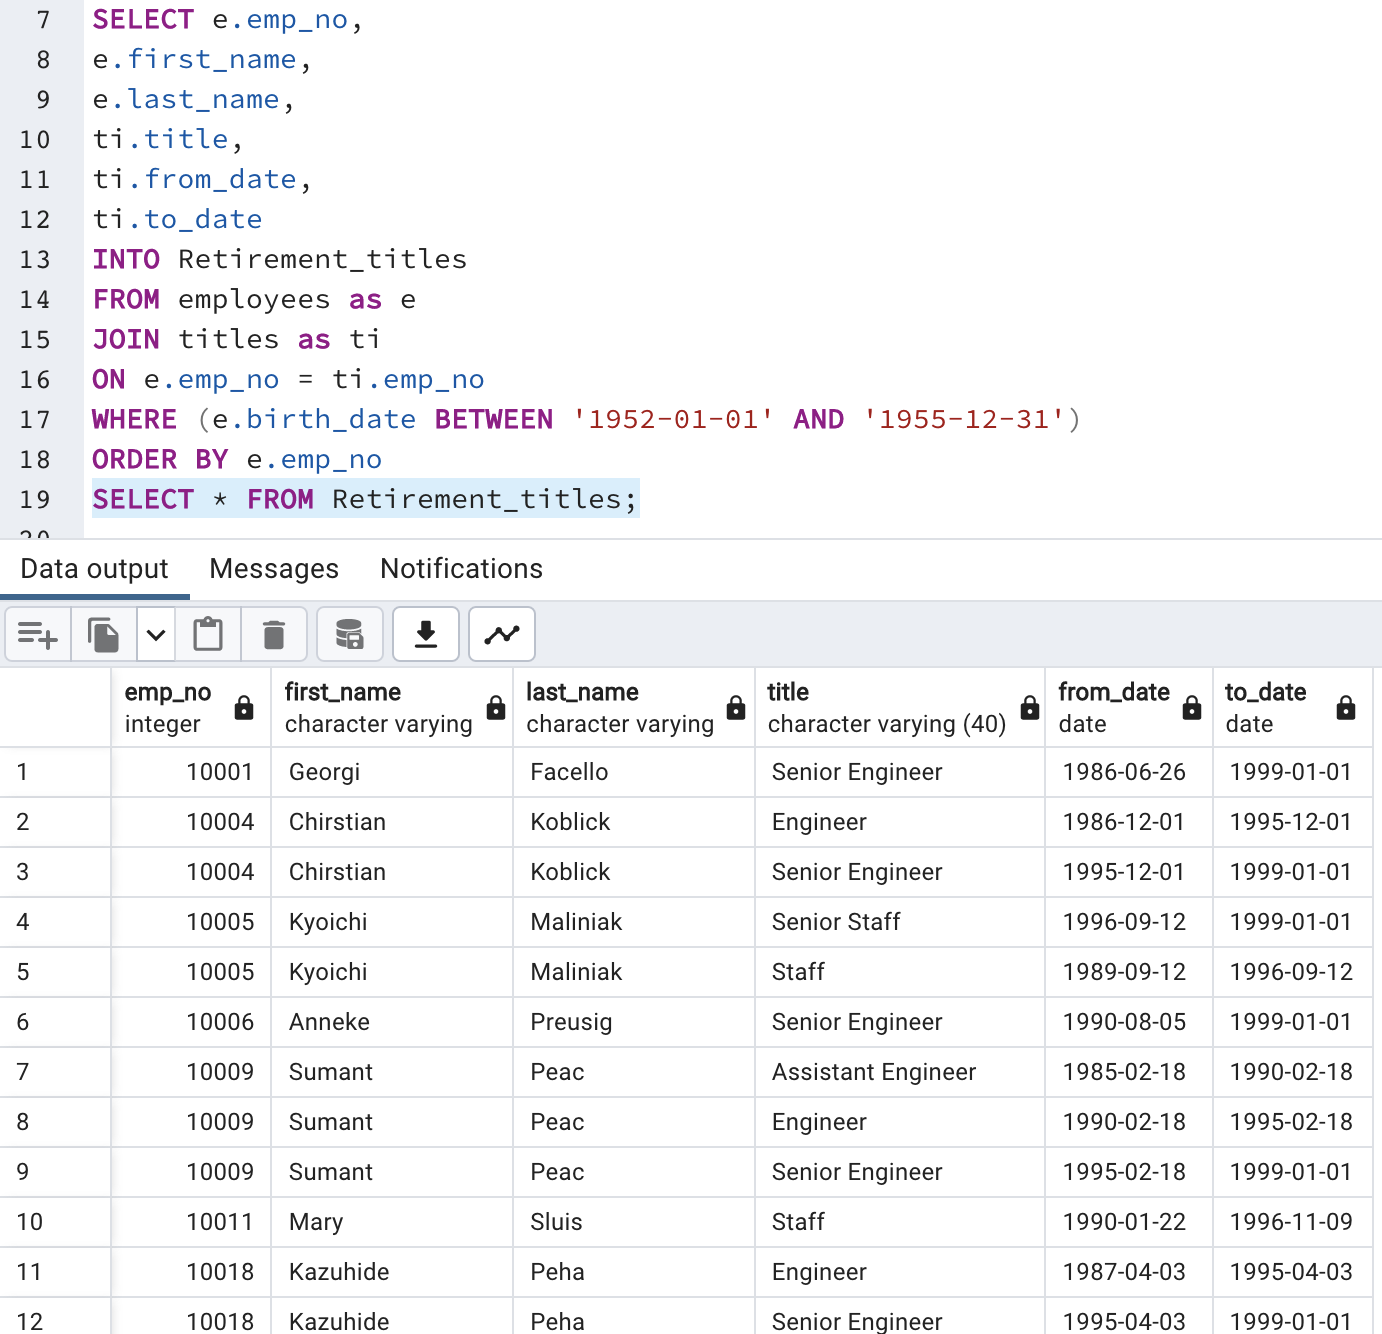 7 SELECT e.emp_no,
8 e.first_name,
9 e.last_name,
10 ti.title,
11 ti.from_date,
12 ti.to_date
13 INTO Retirement_titles
14 FROM employees as e
15 JOIN titles as ti
16 ON e.emp_no = ti.emp_no
17 WHERE (e.birth_date BETWEEN '1952-01-01' AND '1955-12-31')
18 ORDER BY e.emp_no
19 SELECT * FROM Retirement_titles;
20
Data output Messages Notifications
emp_no first_name last_name title from_date to_date
integer character varying character varying character varying (40) date date
1 10001 Georgi Facello Senior Engineer 1986-06-26 1999-01-01
2 10004 Chirstian Koblick Engineer 1986-12-01 1995-12-01
3 10004 Chirstian Koblick Senior Engineer 1995-12-01 1999-01-01
4 10005 Kyoichi Maliniak Senior Staff 1996-09-12 1999-01-01
5 10005 Kyoichi Maliniak Staff 1989-09-12 1996-09-12
6 10006 Anneke Preusig Senior Engineer 1990-08-05 1999-01-01
7 10009 Sumant Peac Assistant Engineer 1985-02-18 1990-02-18
8 10009 Sumant Peac Engineer 1990-02-18 1995-02-18
9 10009 Sumant Peac Senior Engineer 1995-02-18 1999-01-01
10 10011 Mary Sluis Staff 1990-01-22 1996-11-09
11 10018 Kazuhide Peha Engineer 1987-04-03 1995-04-03
12 10018 Kazuhide Peha Senior Engineer 1995-04-03 1999-01-01